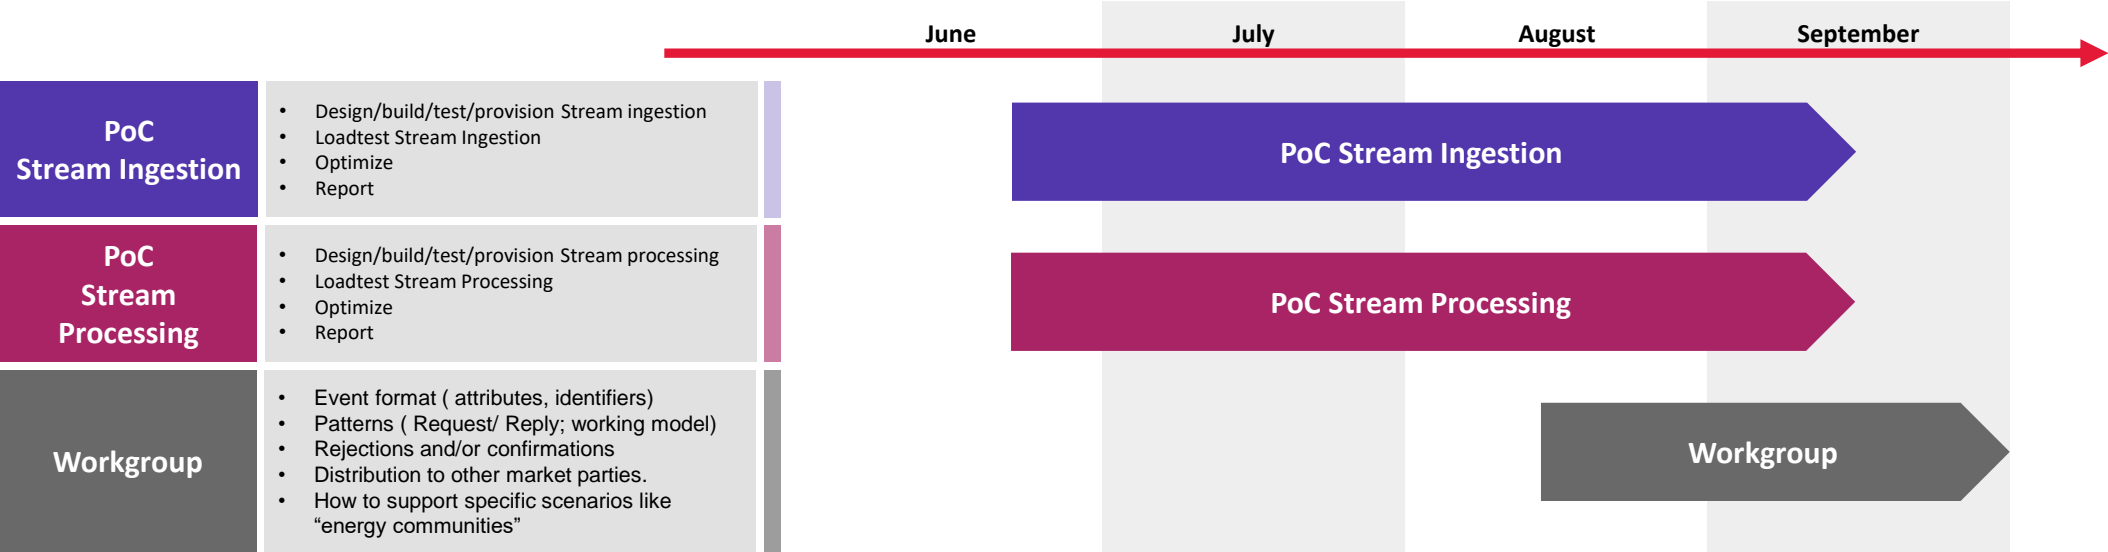 June July August September
PoC
Stream Ingestion
• Design/build/test/provision Stream ingestion
• Loadtest Stream Ingestion
• Optimize
• Report
PoC Stream Ingestion
PoC
Stream
Processing
• Design/build/test/provision Stream processing
• Loadtest Stream Processing
• Optimize
• Report
PoC Stream Processing
Workgroup
• Event format ( attributes, identifiers)
• Patterns ( Request/ Reply; working model)
• Rejections and/or confirmations
• Distribution to other market parties.
• How to support specific scenarios like
“energy communities”
Workgroup